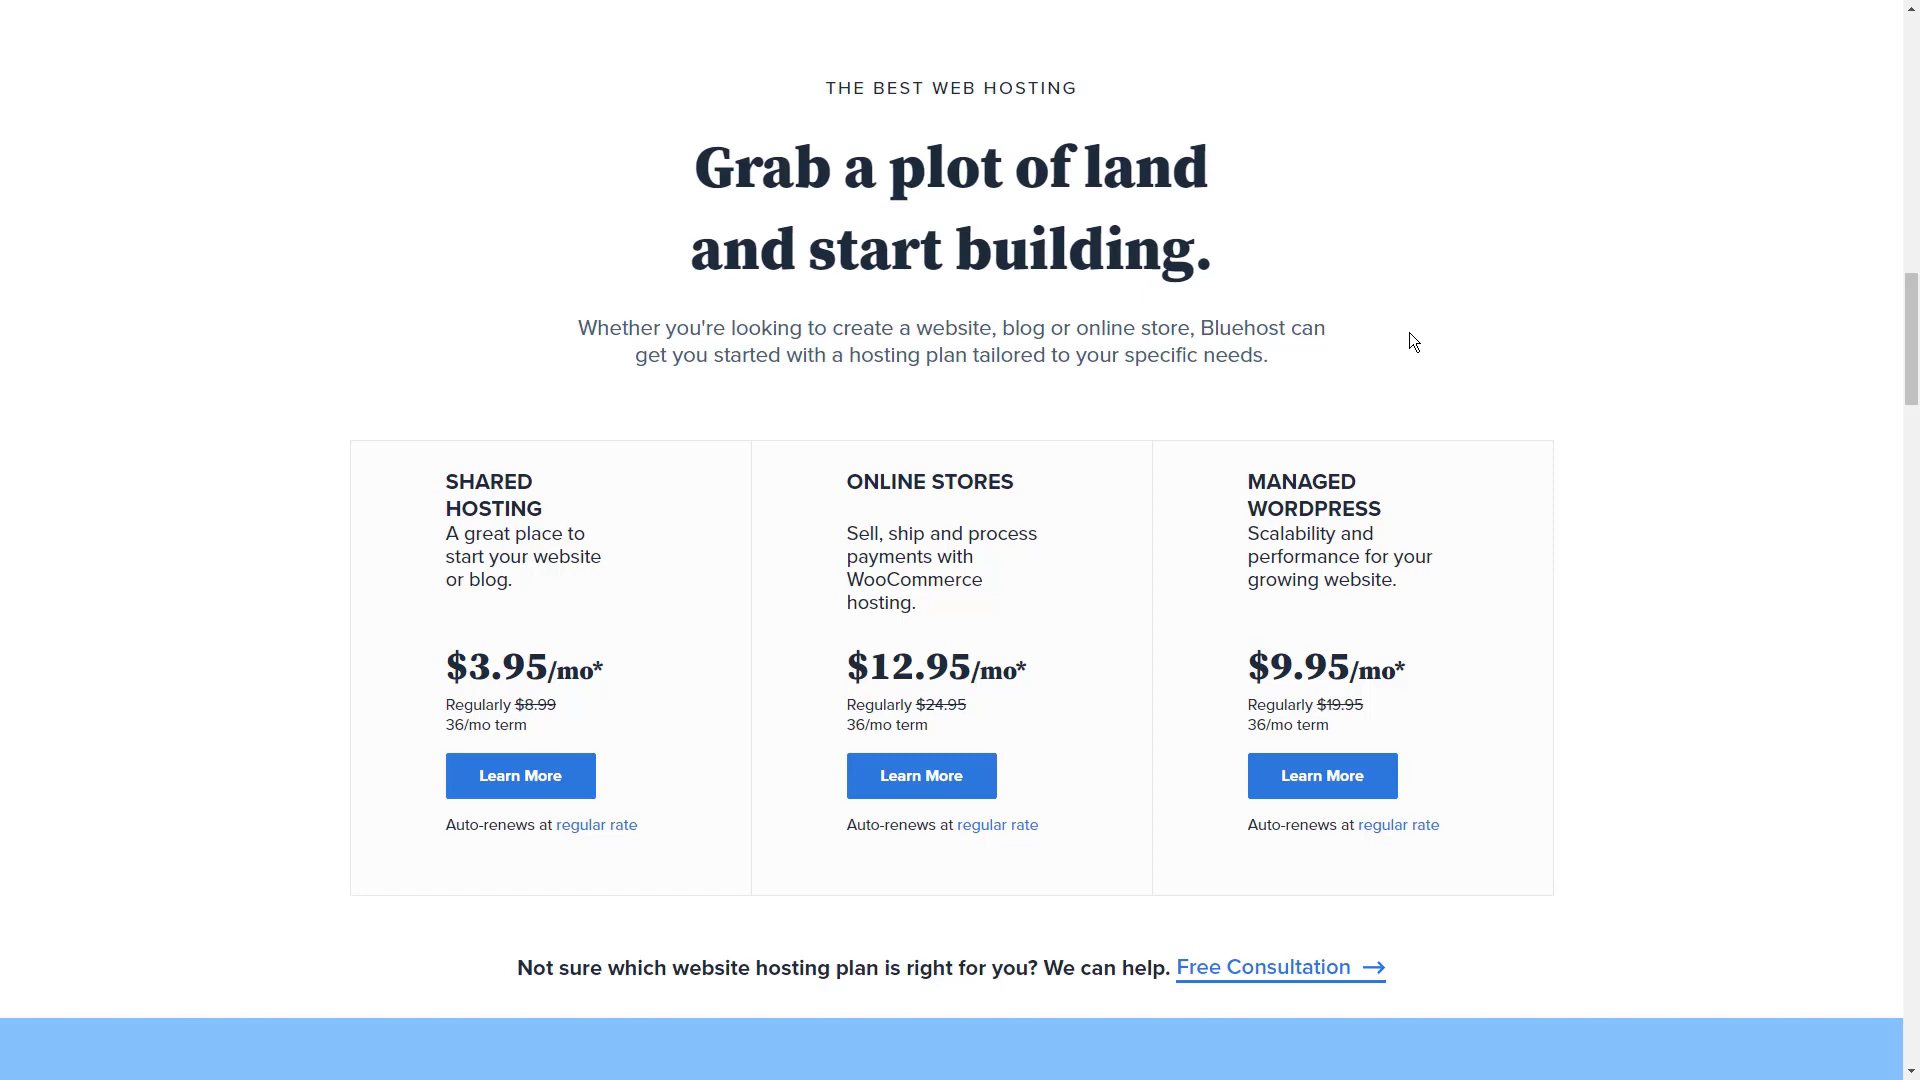 THE BEST WEB HOSTING
Grab a plot of land
and start building.
Whether you're looking to create a website, blog or online store, Bluehost can
get you started with a hosting plan tailored to your specific needs.
SHARED
HOSTING
A great place to
start your website
or blog.
$3.95/mo*
Regularly $8.99
36/mo term
Learn More
Auto-renews at regular rate
ONLINE STORES
Sell, ship and process
payments with
WooCommerce
hosting.
$12.95/mo*
Regularly $24.95
36/mo term
Learn More
Auto-renews at regular rate
MANAGED
WORDPRESS
Scalability and
performance for your
growing website.
$9.95/mo*
Regularly $19.95
36/mo term
Learn More
Auto-renews at regular rate
Not sure which website hosting plan is right for you? We can help. Free Consultation →